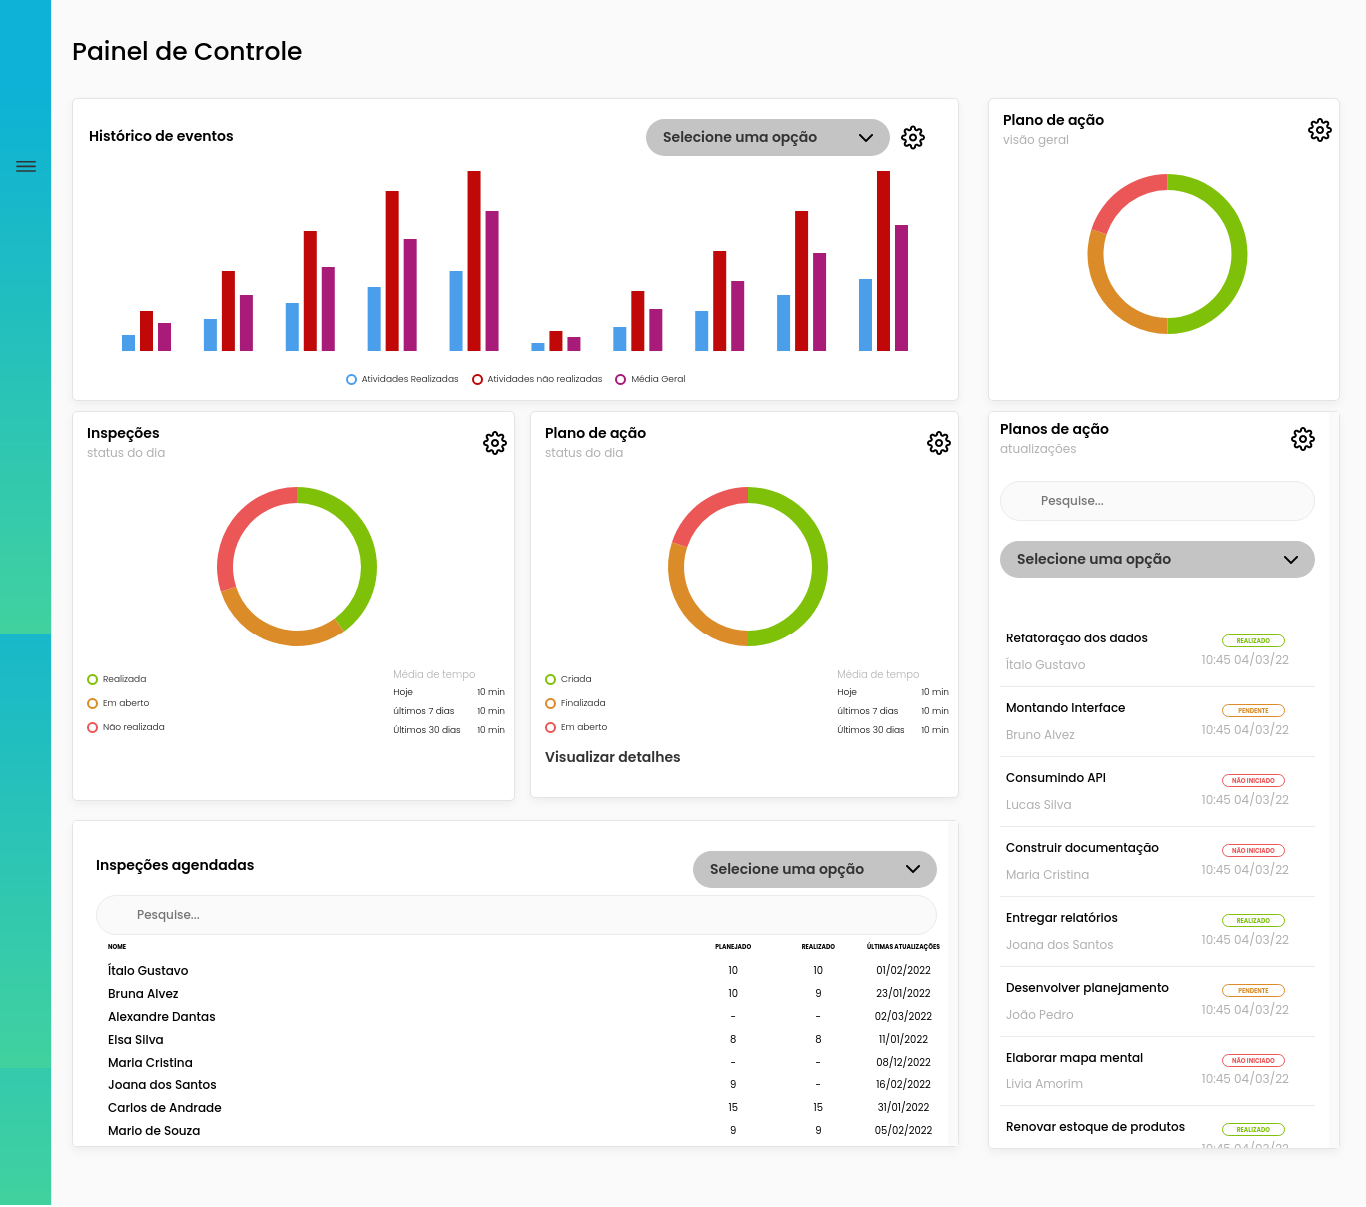 Painel de Controle
Histórico de eventos
Selecione uma opção
Atividades Realizadas
Atividades não realizadas
Média Geral
Plano de ação
visão geral
Inspeções
status do dia
Realizada
Em aberto
Não realizada
Média de tempo
Hoje 10 min
últimos 7 dias 10 min
Últimos 30 dias 10 min
Plano de ação
status do dia
Criada
Finalizada
Em aberto
Média de tempo
Hoje 10 min
últimos 7 dias 10 min
Últimos 30 dias 10 min
Visualizar detalhes
Planos de ação
atualizações
Pesquise...
Selecione uma opção
Refatoração dos dados REALIZADO
Ítalo Gustavo 10:45 04/03/22
Montando Interface PENDENTE
Bruno Alvez 10:45 04/03/22
Consumindo API NÃO INICIADO
Lucas Silva 10:45 04/03/22
Construir documentação NÃO INICIADO
Maria Cristina 10:45 04/03/22
Entregar relatórios REALIZADO
Joana dos Santos 10:45 04/03/22
Desenvolver planejamento PENDENTE
João Pedro 10:45 04/03/22
Elaborar mapa mental NÃO INICIADO
Livia Amorim 10:45 04/03/22
Renovar estoque de produtos REALIZADO
10:45 04/03/22
Inspeções agendadas
Selecione uma opção
Pesquise...
NOME PLANEJADO REALIZADO ÚLTIMAS ATUALIZAÇÕES
Ítalo Gustavo 10 10 01/02/2022
Bruna Alvez 10 9 23/01/2022
Alexandre Dantas - - 02/03/2022
Elsa Silva 8 8 11/01/2022
Maria Cristina - - 08/12/2022
Joana dos Santos 9 - 16/02/2022
Carlos de Andrade 15 15 31/01/2022
Mario de Souza 9 9 05/02/2022